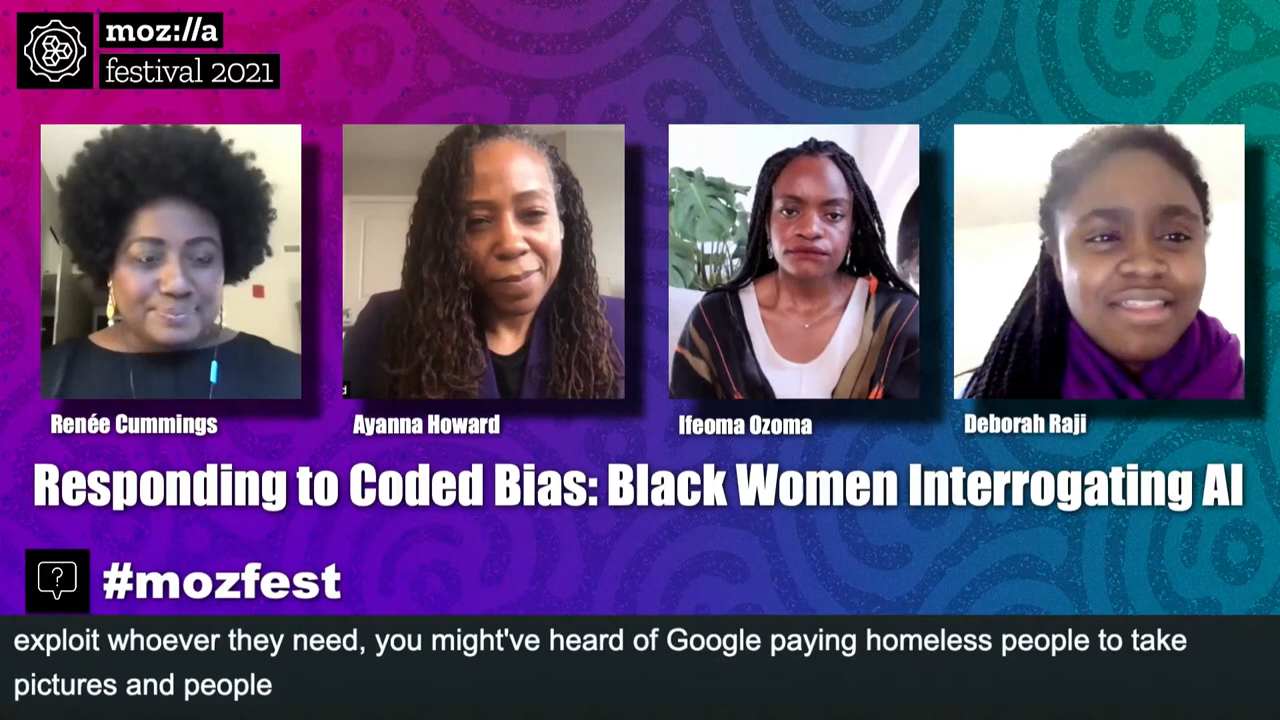 moz://a
festival 2021
Renée Cummings
Ayanna Howard
Ifeoma Ozoma
Deborah Raji
Responding to Coded Bias: Black Women Interrogating AI
?
#mozfest
exploit whoever they need, you might've heard of Google paying homeless people to take
pictures and people